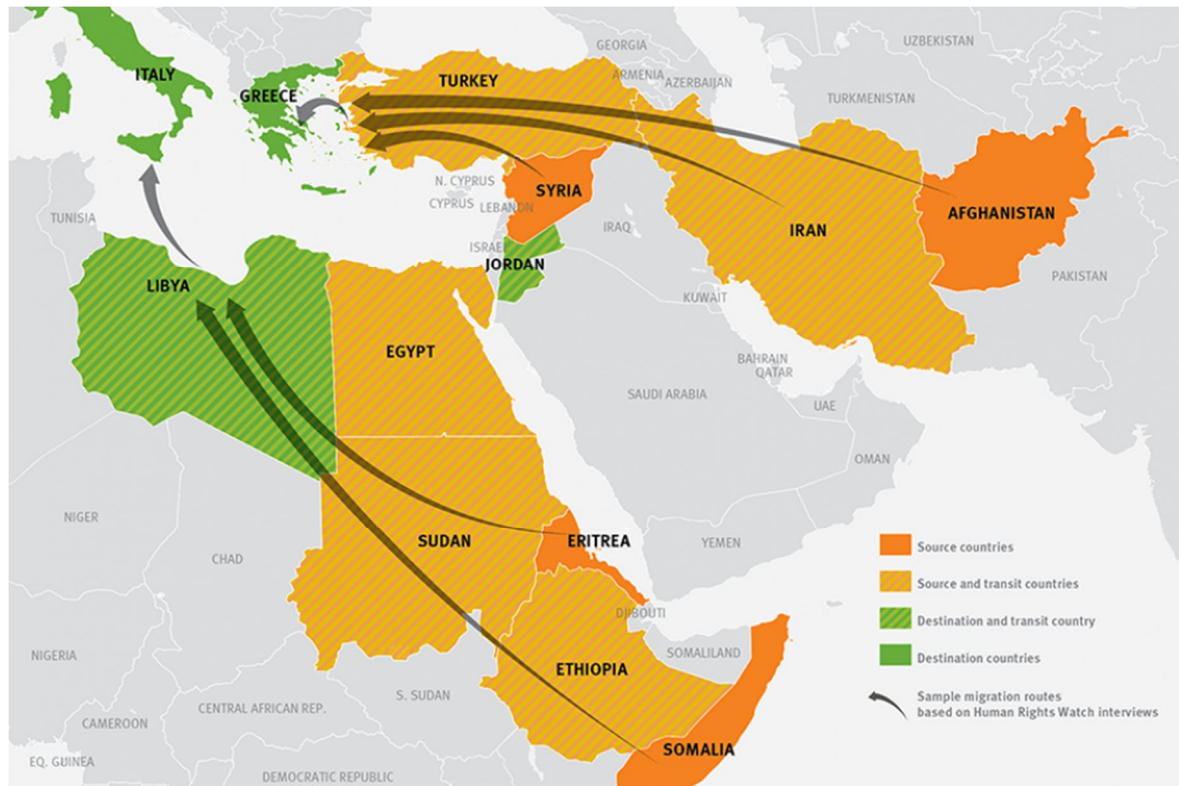 GEORGIA
UZBEKISTAN
ITALY
TURKEY
ARMENIA
AZERBAIJAN
GREECE
TURKMENISTAN
N. CYPRUS
SYRIA
CYPRUS
LEBANON
TUNISIA
AFGHANISTAN
IRAQ
IRAN
ISRAEL
JORDAN
PAKISTAN
LIBYA
KUWAIT
EGYPT
BAHRAIN
QATAR
SAUDI ARABIA
UAE
OMAN
NIGER
SUDAN
ERITREA
YEMEN
CHAD
Source countries
Source and transit countries
DJIBOUTI
Destination and transit country
NIGERIA
SOMALILAND
ETHIOPIA
Destination countries
S. SUDAN
Sample migration routes
based on Human Rights Watch interviews
CENTRAL AFRICAN REP.
CAMEROON
SOMALIA
EQ. GUINEA
DEMOCRATIC REPUBLIC